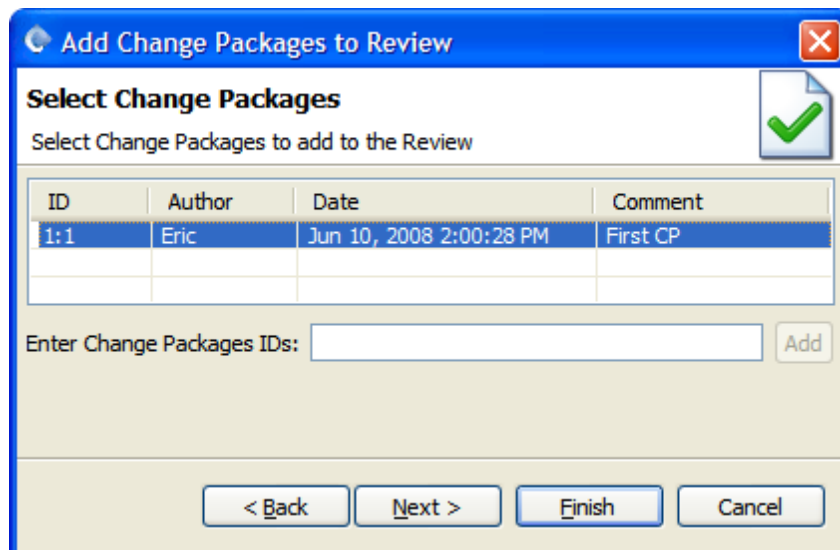 Add Change Packages to Review
Select Change Packages
Select Change Packages to add to the Review
ID Author Date Comment
1:1 Eric Jun 10, 2008 2:00:28 PM First CP
Enter Change Packages IDs: Add
< Back Next > Finish Cancel